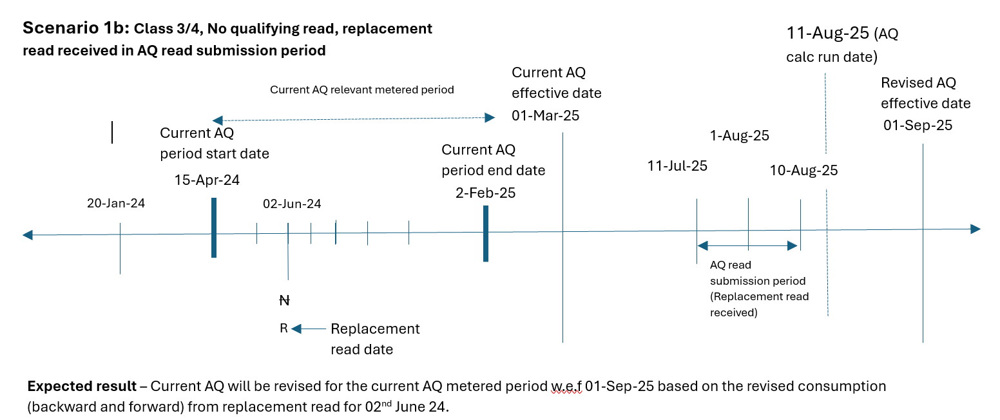 Scenario 1b: Class 3/4, No qualifying read, replacement
read received in AQ read submission period
11-Aug-25 (AQ
calc run date)
Current AQ relevant metered period
Current AQ
effective date
01-Mar-25
Revised AQ
effective date
01-Sep-25
Current AQ
period start date
15-Apr-24
Current AQ
period end date
2-Feb-25
1-Aug-25
11-Jul-25
10-Aug-25
20-Jan-24
02-Jun-24
AQ read
submission period
(Replacement read
received)
N
R
Replacement
read date
Expected result – Current AQ will be revised for the current AQ metered period w.e.f 01-Sep-25 based on the revised consumption
(backward and forward) from replacement read for 02nd June 24.